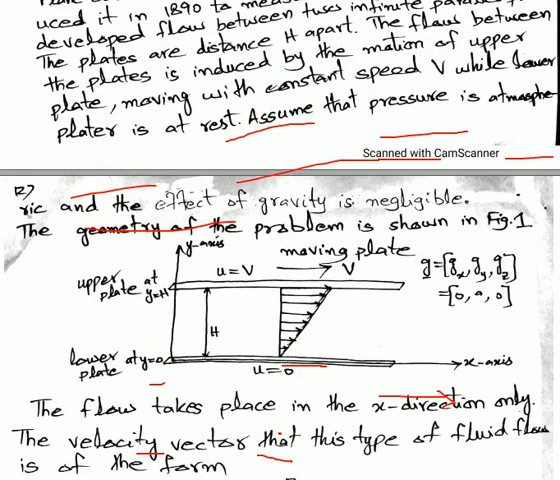 uced it in 1890 to
developed flow between infinite
The plates are distance H apart. The flow between
the plates is induced by the motion of upper
plate, moving with constant speed V while lower
plater is at rest. Assume that pressure is atmosphe
Scanned with CamScanner
ric and the effect of gravity is negligible.
The geometry of the problem is shown in Fig.1
y-axis
moving plate
upper plate at y=H
u=V
V
g=[gx, gy, gz]
=[0, 0, 0]
H
lower plate at y=0
u=0
x-axis
The flow takes place in the x-direction only.
The velocity vector that this type of fluid flow
is of the form